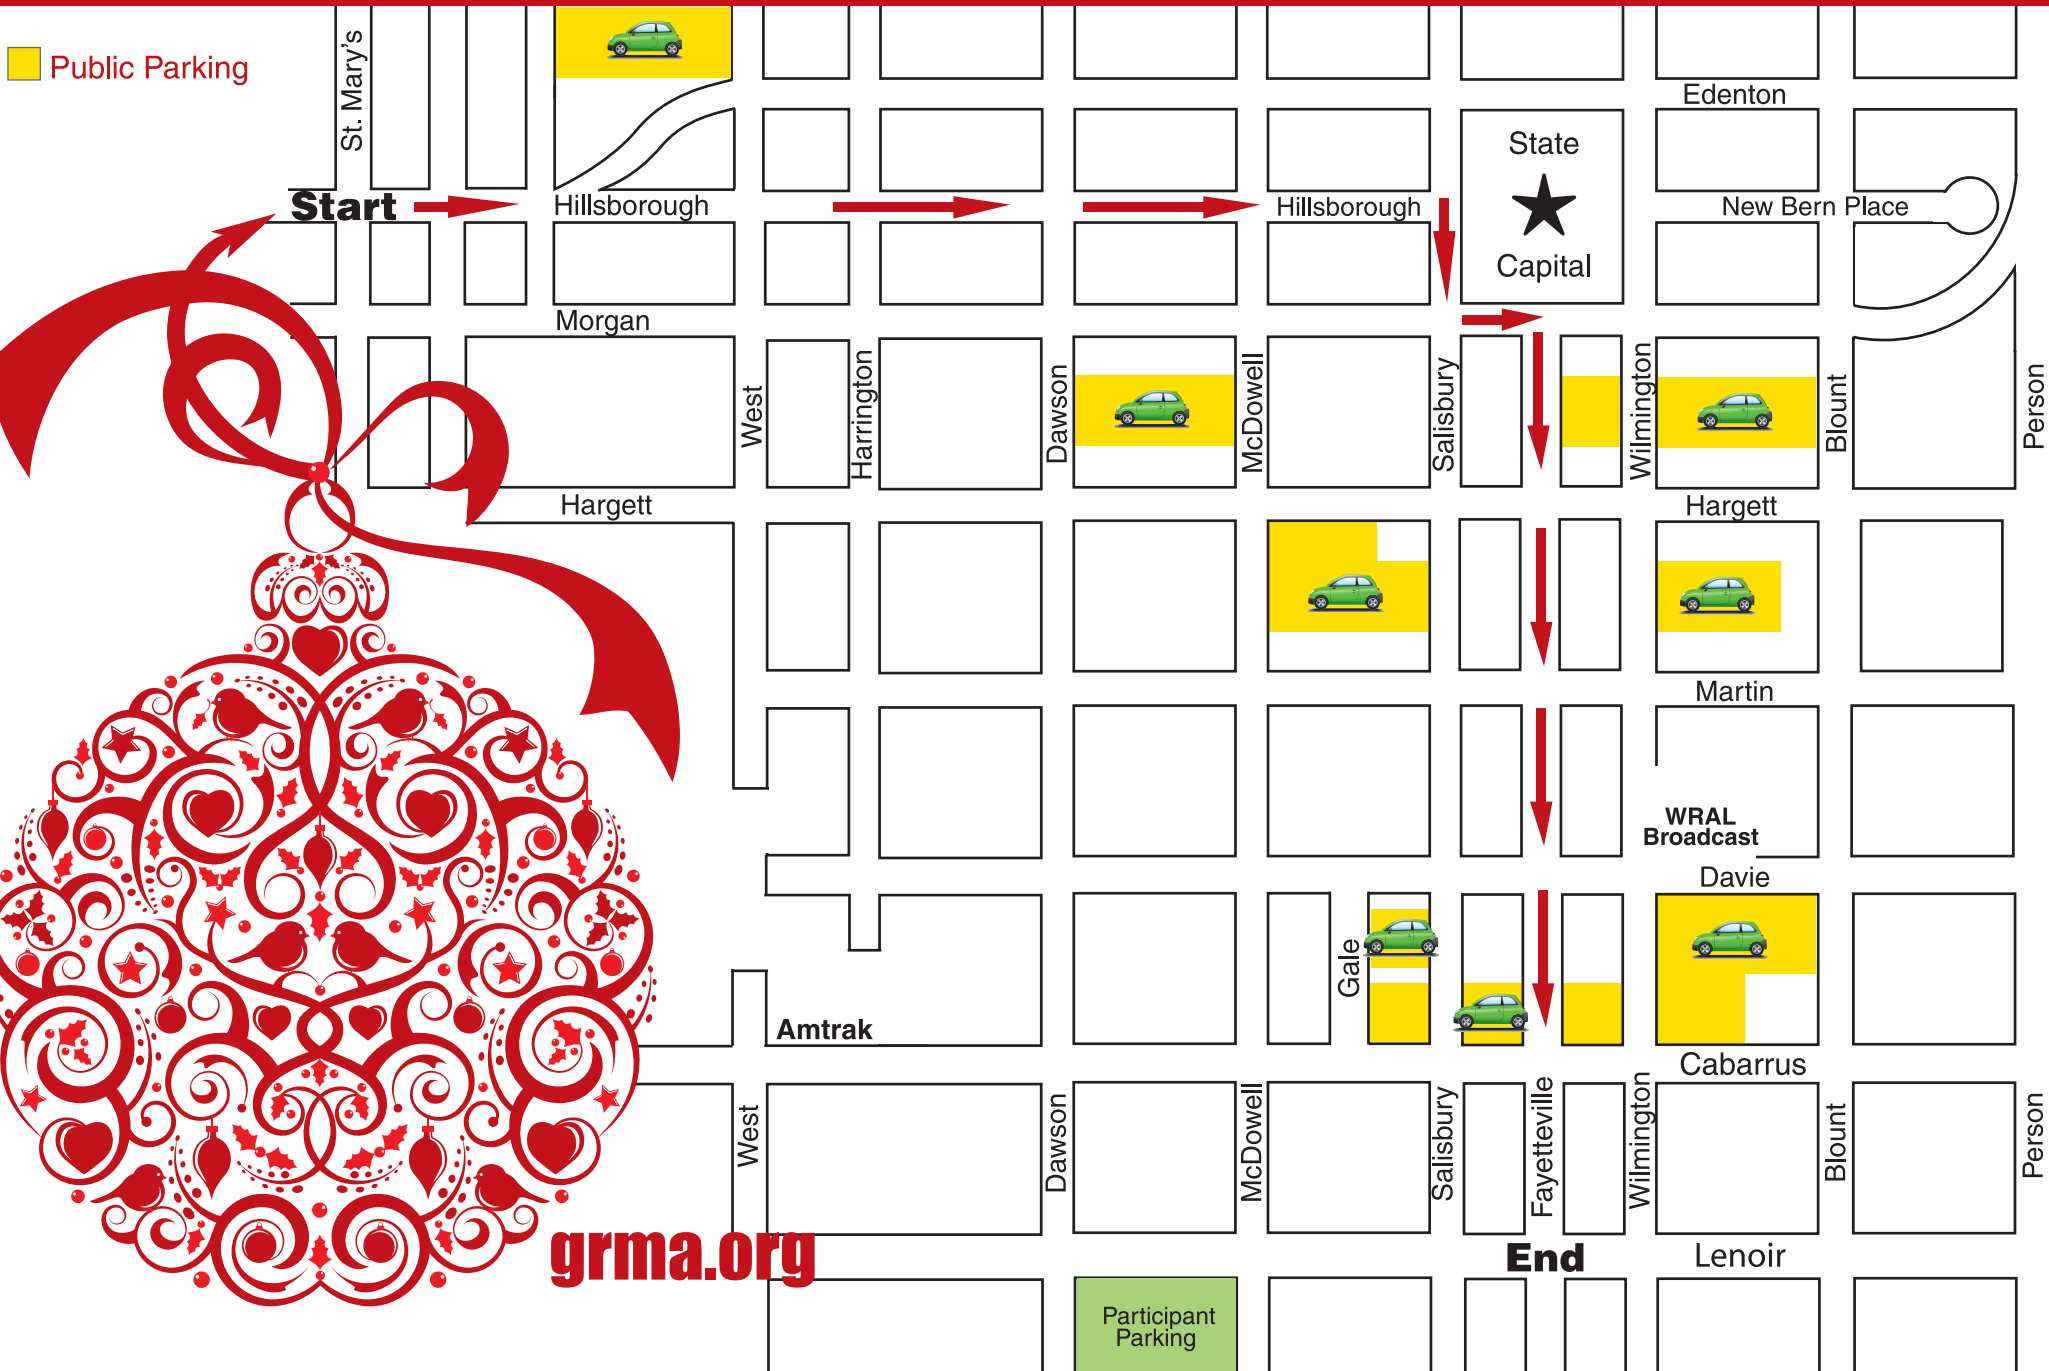 Public Parking
St. Mary's
Edenton
State
Capital
Start
Hillsborough
Hillsborough
New Bern Place
Morgan
West
Harrington
Dawson
McDowell
Salisbury
Wilmington
Blount
Person
Hargett
Hargett
Martin
WRAL
Broadcast
Davie
Gale
Amtrak
Cabarrus
West
Dawson
McDowell
Salisbury
Fayetteville
Wilmington
Blount
Person
grma.org
End
Lenoir
Participant
Parking